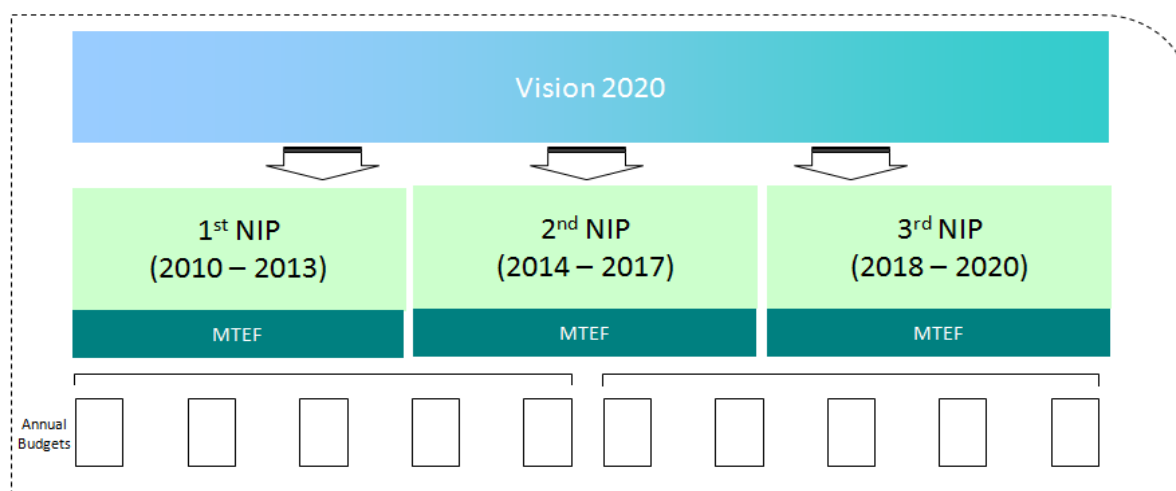 Vision 2020
1st NIP
(2010 – 2013)
2nd NIP
(2014 – 2017)
3rd NIP
(2018 – 2020)
MTEF
MTEF
MTEF
Annual
Budgets